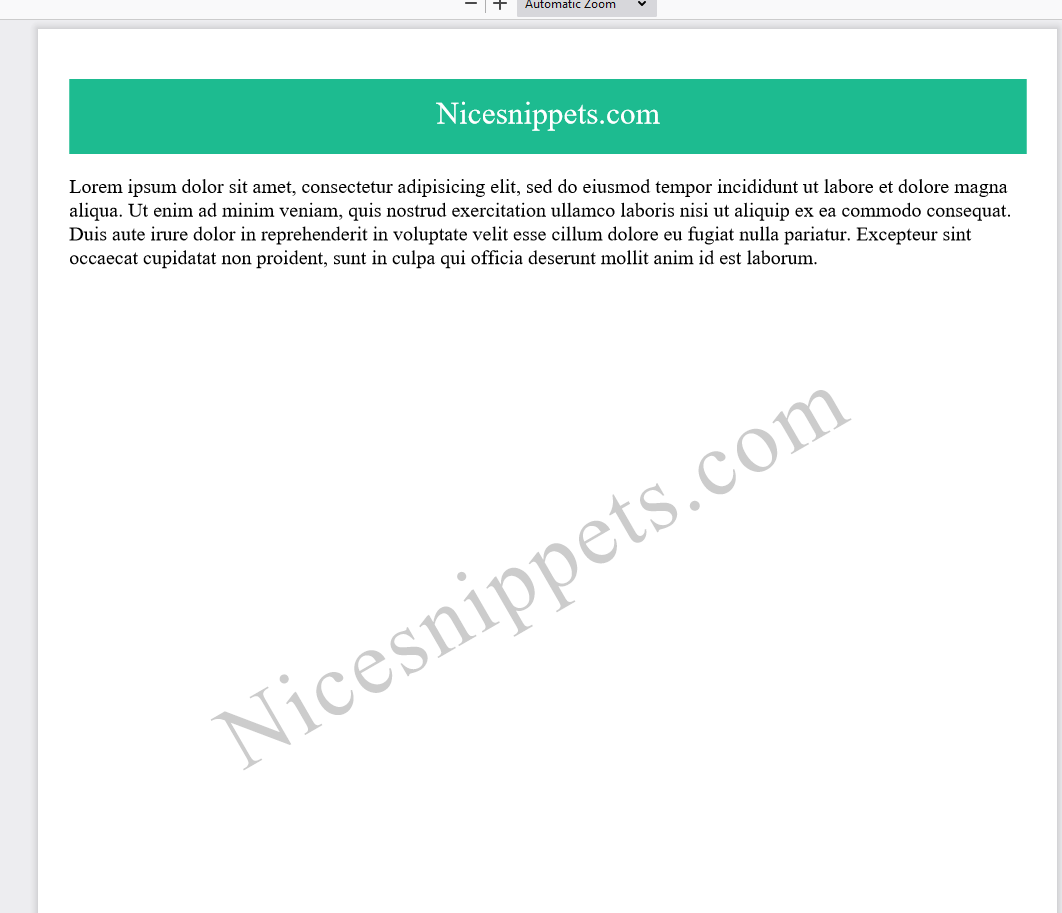 Automatic Zoom
Nicesnippets.com
Lorem ipsum dolor sit amet, consectetur adipisicing elit, sed do eiusmod tempor incididunt ut labore et dolore magna
aliqua. Ut enim ad minim veniam, quis nostrud exercitation ullamco laboris nisi ut aliquip ex ea commodo consequat.
Duis aute irure dolor in reprehenderit in voluptate velit esse cillum dolore eu fugiat nulla pariatur. Excepteur sint
occaecat cupidatat non proident, sunt in culpa qui officia deserunt mollit anim id est laborum.
Nicesnippets.com